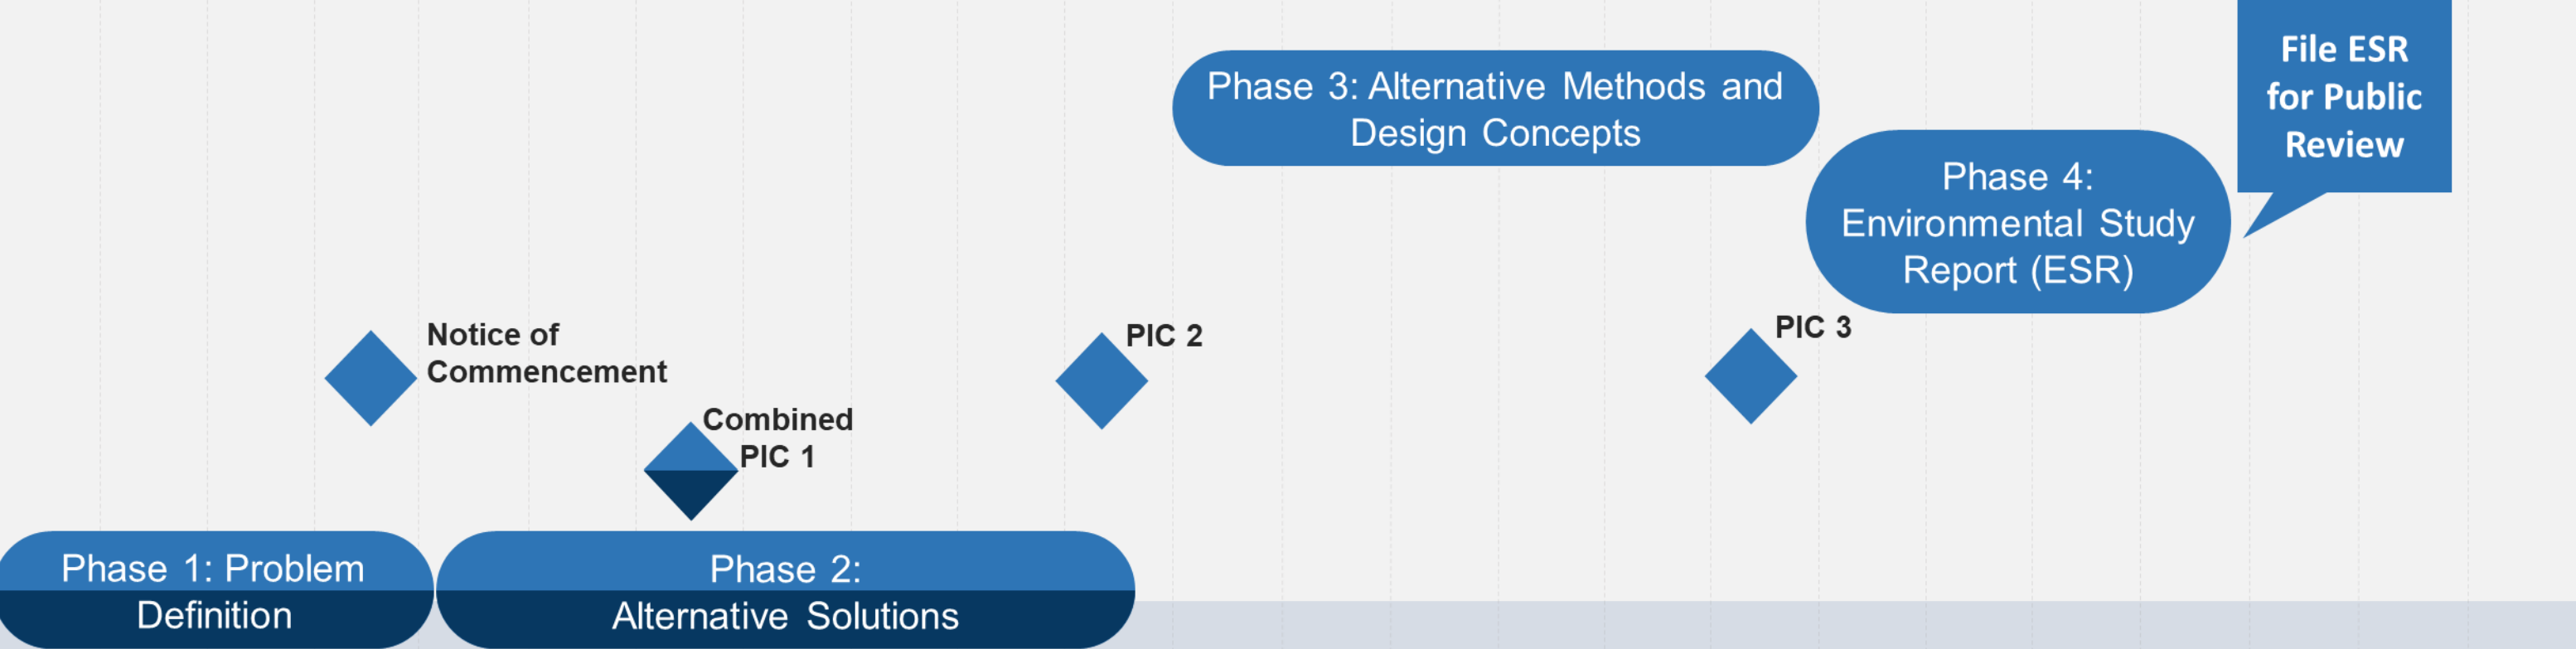 Phase 3: Alternative Methods and
Design Concepts
File ESR
for Public
Review
Phase 4:
Environmental Study
Report (ESR)
Notice of
Commencement
Combined
PIC 1
PIC 2
PIC 3
Phase 1: Problem
Definition
Phase 2:
Alternative Solutions